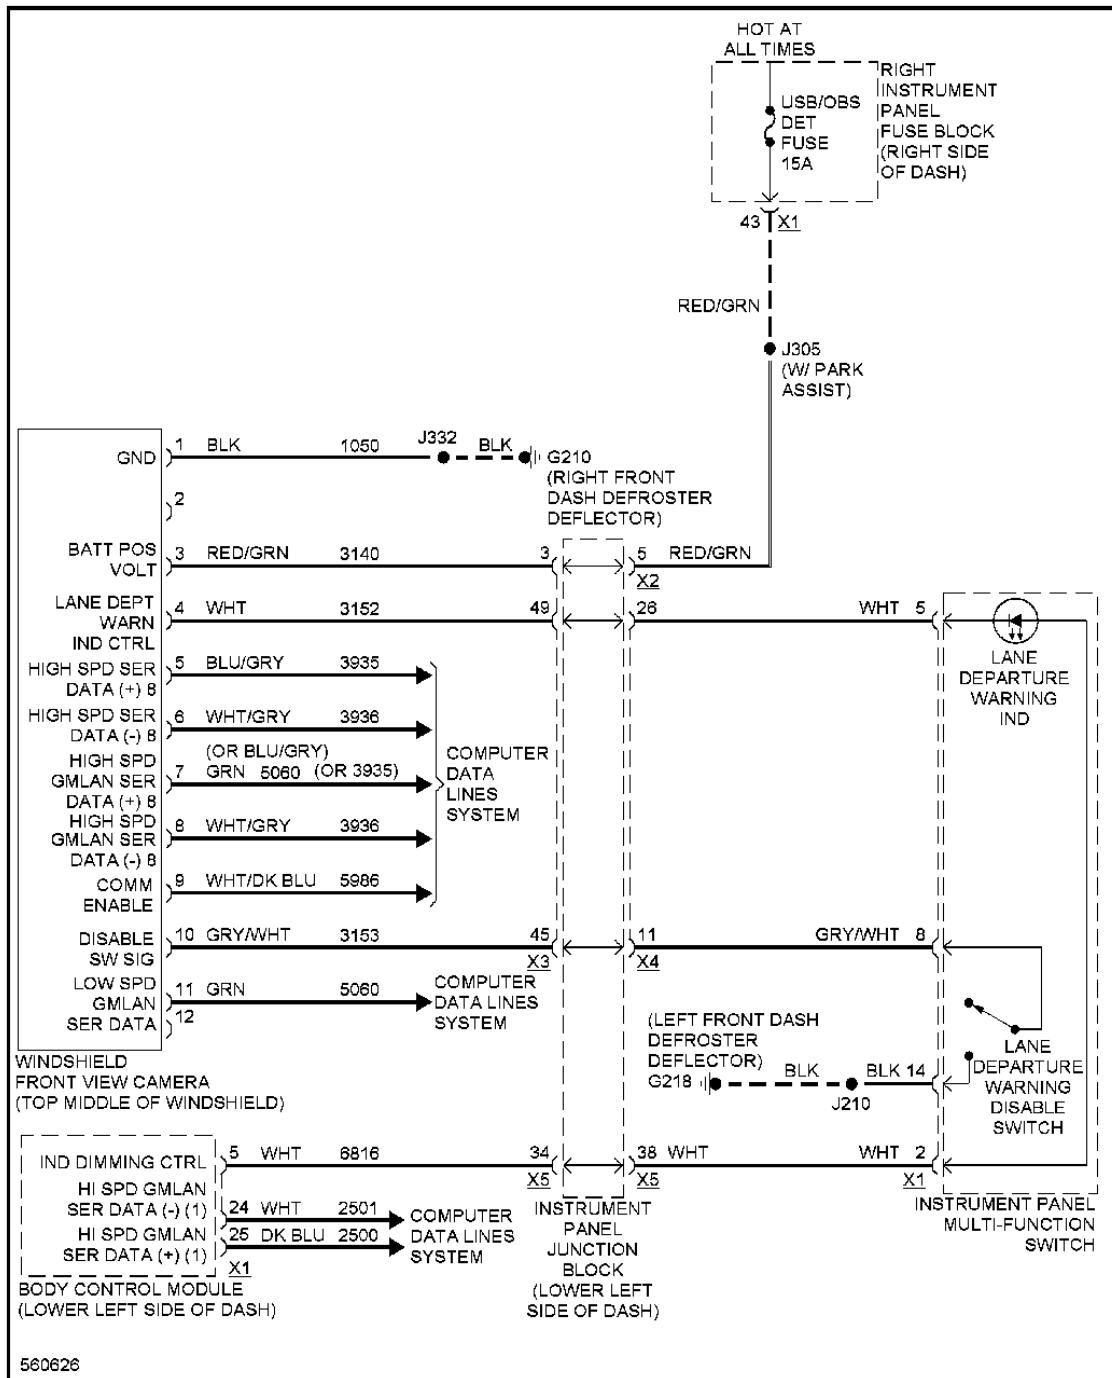 HOT AT
ALL TIMES
RIGHT
INSTRUMENT
PANEL
FUSE BLOCK
(RIGHT SIDE
OF DASH)
USB/OBS
DET
FUSE
15A
43 X1
RED/GRN
J305
(W/ PARK
ASSIST)
GND
1 BLK 1050 J332 BLK
G210
(RIGHT FRONT
DASH DEFROSTER
DEFLECTOR)
2
BATT POS
VOLT
3 RED/GRN 3140 3 5 RED/GRN
X2
LANE DEPT
WARN
IND CTRL
4 WHT 3152 49 26 WHT 5
LANE
DEPARTURE
WARNING
IND
HIGH SPD SER
DATA (+) 8
5 BLU/GRY 3935
HIGH SPD SER
DATA (-) 8
6 WHT/GRY 3936
HIGH SPD
GMLAN SER
DATA (+) 8
(OR BLU/GRY)
7 GRN 5060 (OR 3935)
COMPUTER
DATA
LINES
SYSTEM
HIGH SPD
GMLAN SER
DATA (-) 8
8 WHT/GRY 3936
COMM
ENABLE
9 WHT/DK BLU 5986
DISABLE
SW SIG
10 GRY/WHT 3153 45 11 GRY/WHT 8
X3 X4
LOW SPD
GMLAN
SER DATA
11 GRN 5060
COMPUTER
DATA LINES
SYSTEM
12
(LEFT FRONT DASH
DEFROSTER
DEFLECTOR)
G218 BLK BLK 14
J210
LANE
DEPARTURE
WARNING
DISABLE
SWITCH
WINDSHIELD
FRONT VIEW CAMERA
(TOP MIDDLE OF WINDSHIELD)
IND DIMMING CTRL
5 WHT 6816 34 38 WHT WHT 2
X5 X5 X1
HI SPD GMLAN
SER DATA (-) (1)
24 WHT 2501
HI SPD GMLAN
SER DATA (+) (1)
25 DK BLU 2500
X1
COMPUTER
DATA LINES
SYSTEM
INSTRUMENT
PANEL
JUNCTION
BLOCK
(LOWER LEFT
SIDE OF DASH)
INSTRUMENT PANEL
MULTI-FUNCTION
SWITCH
BODY CONTROL MODULE
(LOWER LEFT SIDE OF DASH)
560626